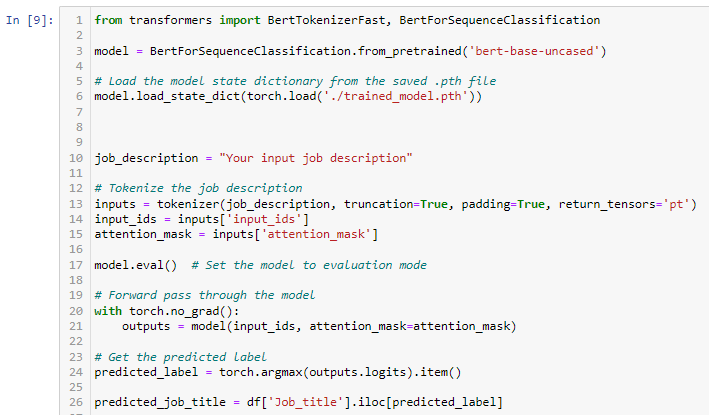 In [9]:
1 from transformers import BertTokenizerFast, BertForSequenceClassification
2
3 model = BertForSequenceClassification.from_pretrained('bert-base-uncased')
4
5 # Load the model state dictionary from the saved .pth file
6 model.load_state_dict(torch.load('./trained_model.pth'))
7
8
9
10 job_description = "Your input job description"
11
12 # Tokenize the job description
13 inputs = tokenizer(job_description, truncation=True, padding=True, return_tensors='pt')
14 input_ids = inputs['input_ids']
15 attention_mask = inputs['attention_mask']
16
17 model.eval()  # Set the model to evaluation mode
18
19 # Forward pass through the model
20 with torch.no_grad():
21     outputs = model(input_ids, attention_mask=attention_mask)
22
23 # Get the predicted label
24 predicted_label = torch.argmax(outputs.logits).item()
25
26 predicted_job_title = df['Job_title'].iloc[predicted_label]